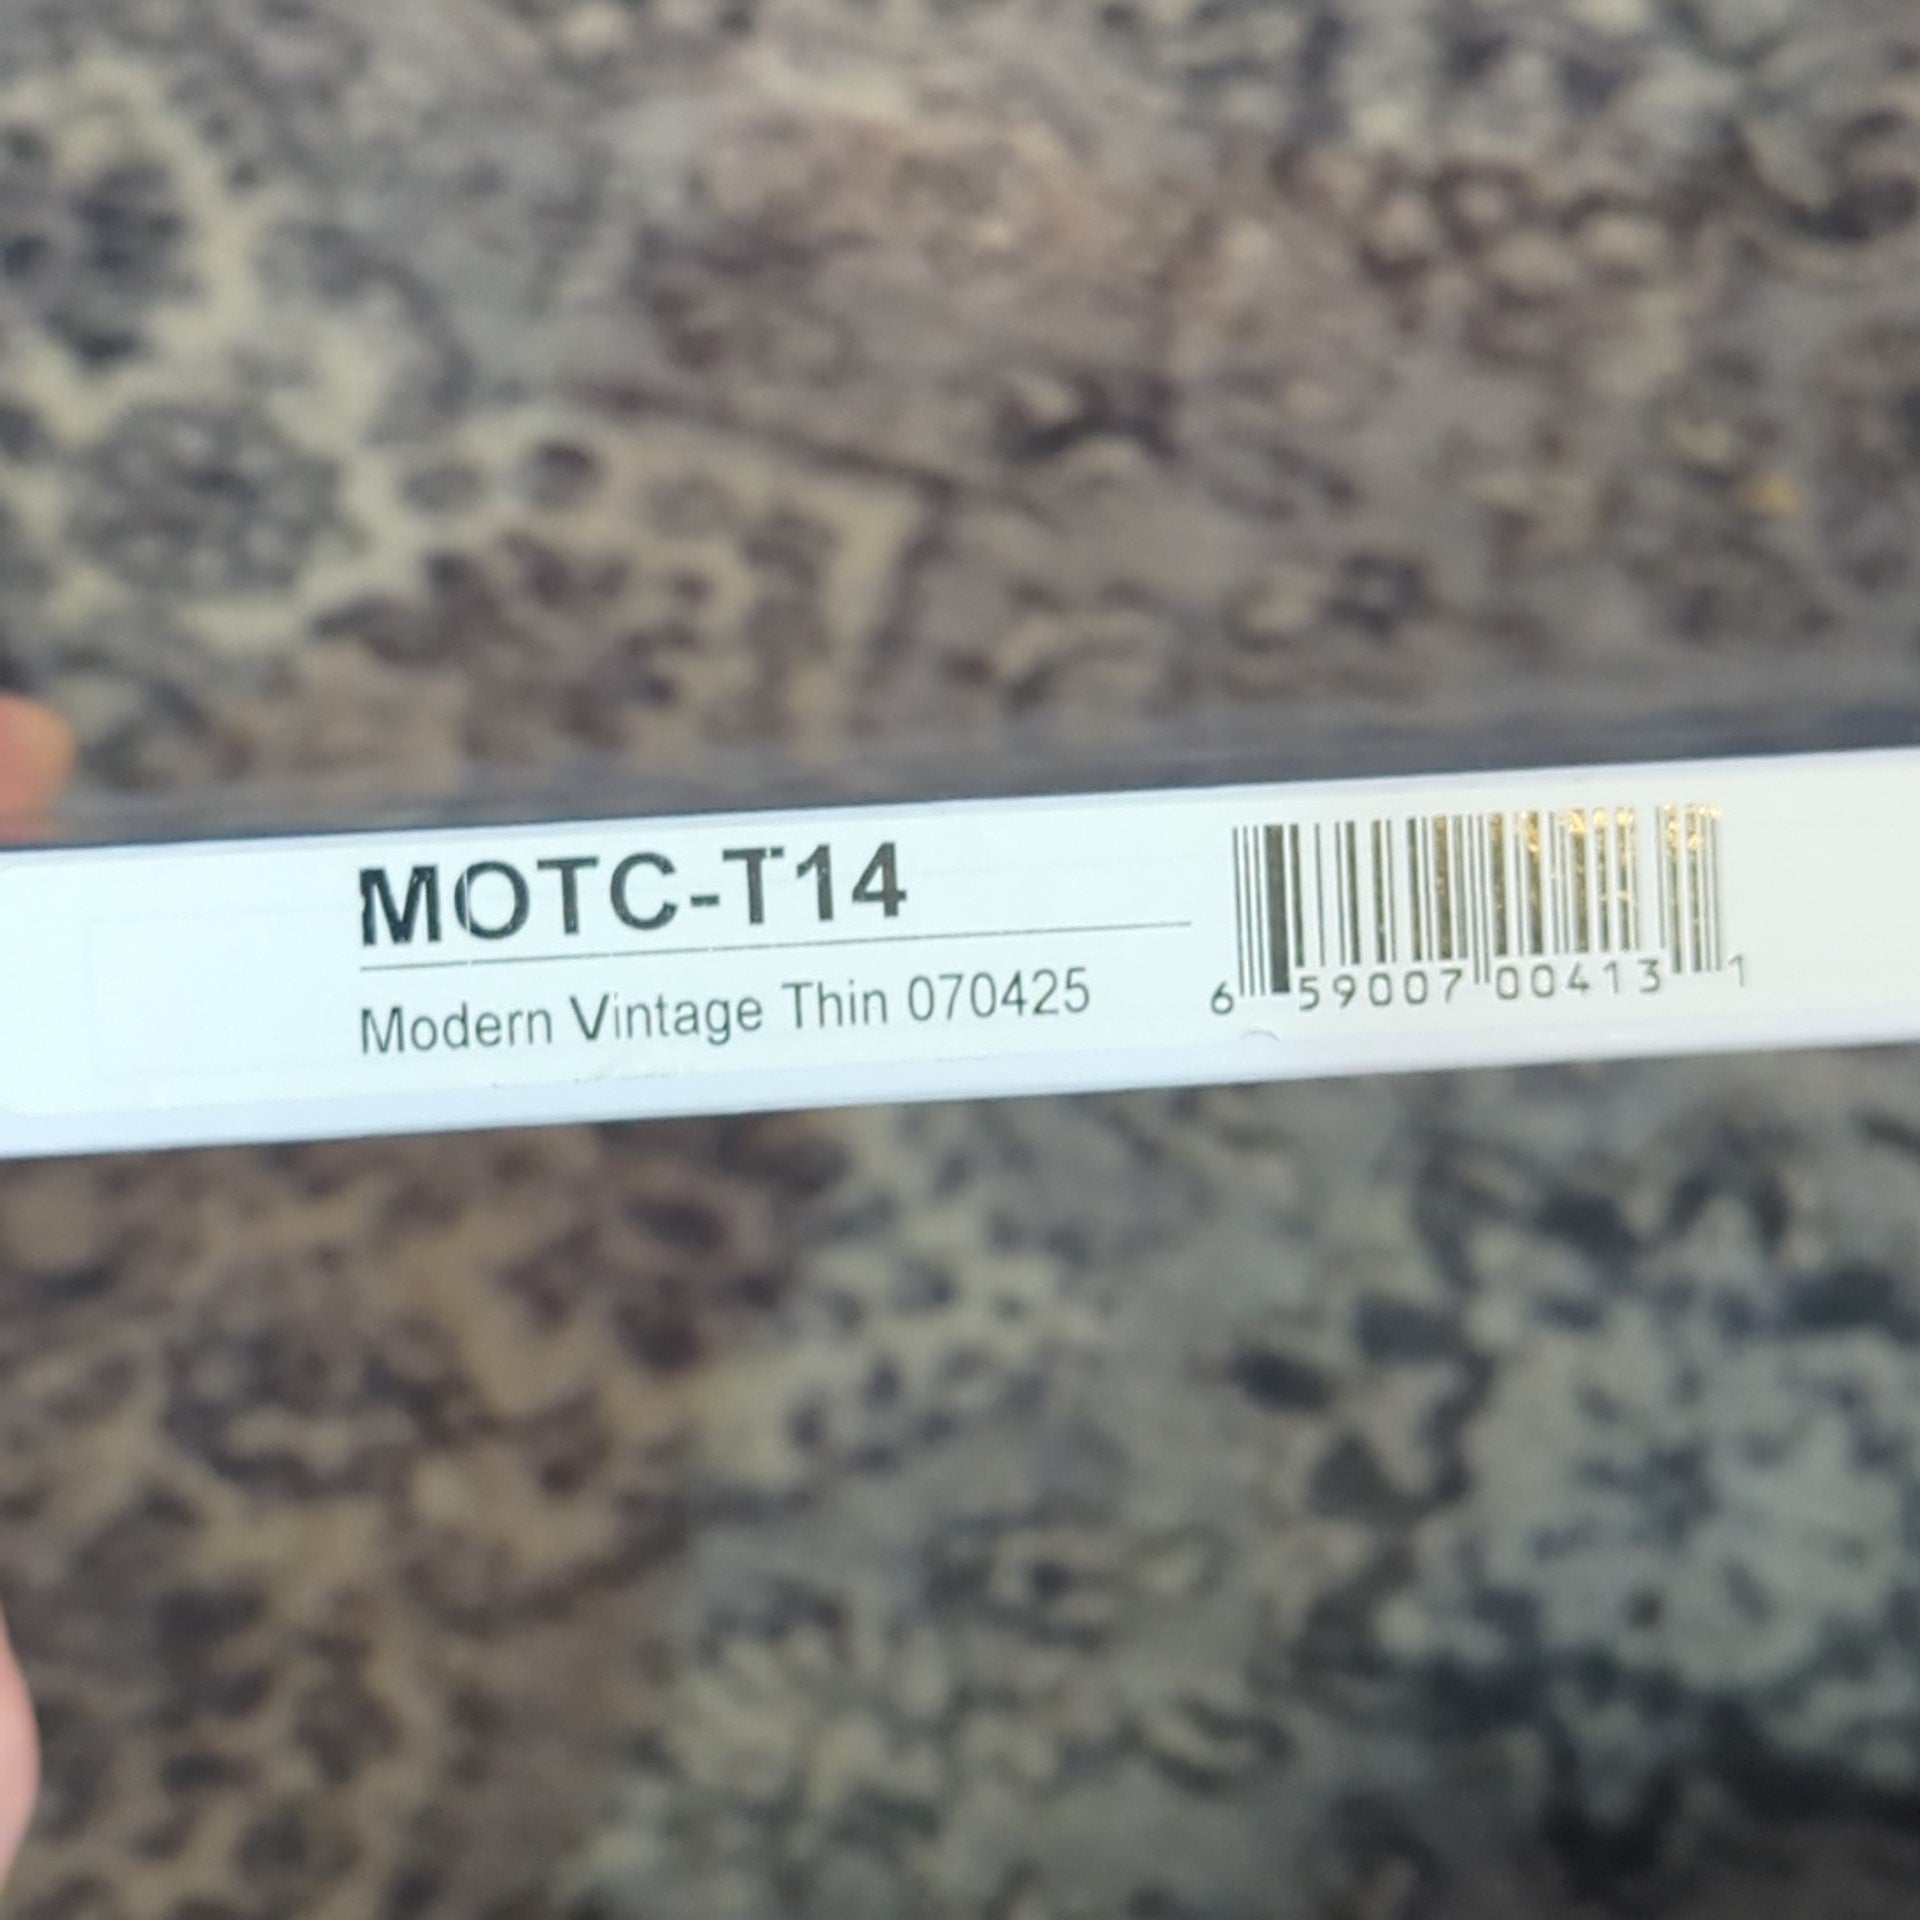 MOTC-T14
Modern Vintage Thin 070425
6 59007 00413 1